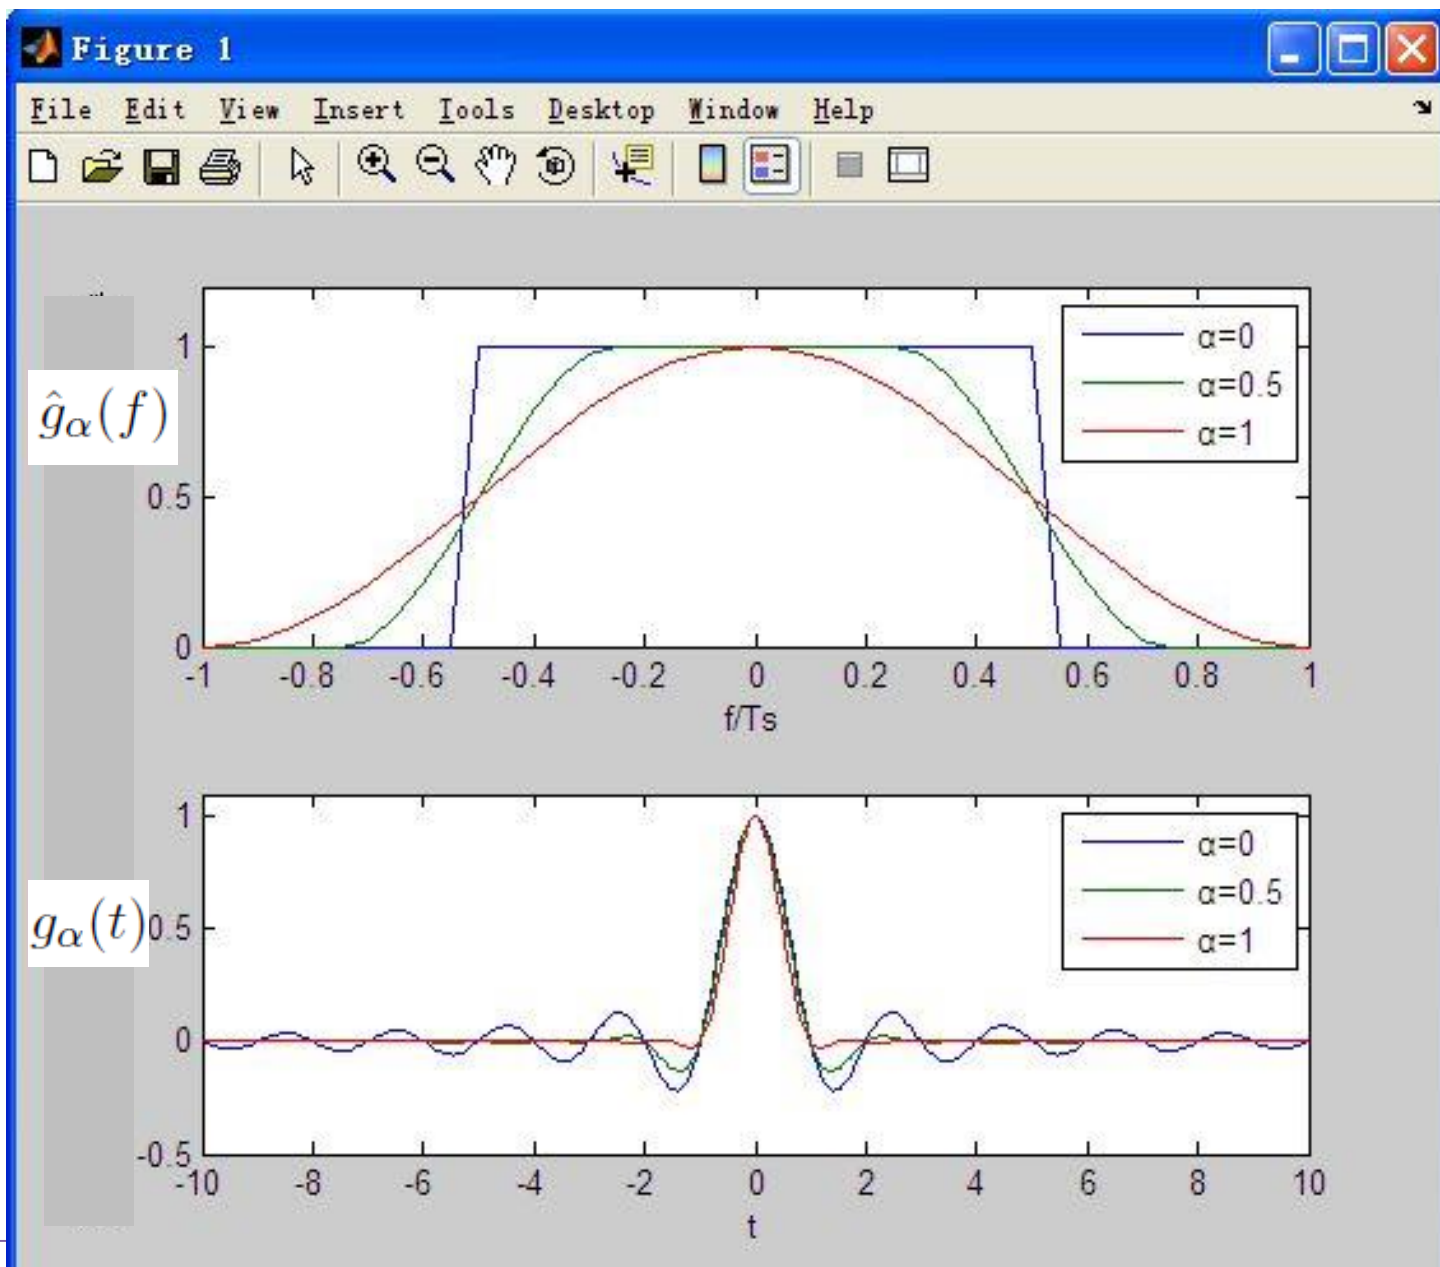 Figure 1
File Edit View Insert Tools Desktop Window Help
1
0.5
0
ĝα(f)
α=0
α=0.5
α=1
-1 -0.8 -0.6 -0.4 -0.2 0 0.2 0.4 0.6 0.8 1
f/Ts
1
0.5
0
-0.5
gα(t)
α=0
α=0.5
α=1
-10 -8 -6 -4 -2 0 2 4 6 8 10
t